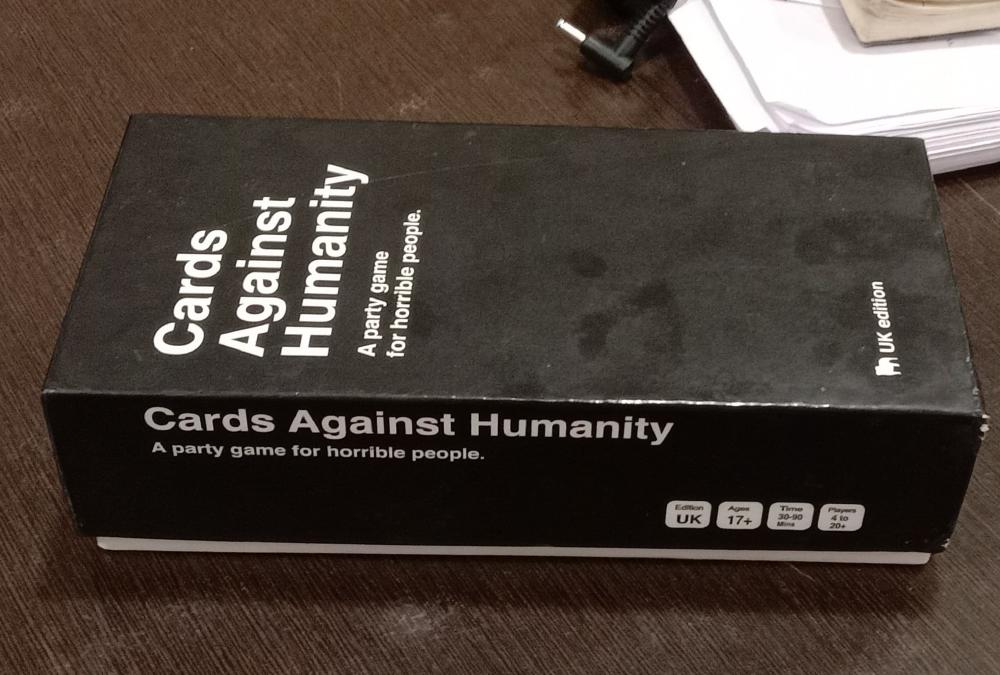 Cards
Against
Humanity
A party game
for horrible people.
UK edition
Cards Against Humanity
A party game for horrible people.
Edition
UK
Ages
17+
Time
30-90
Mins
Players
4 to
20+